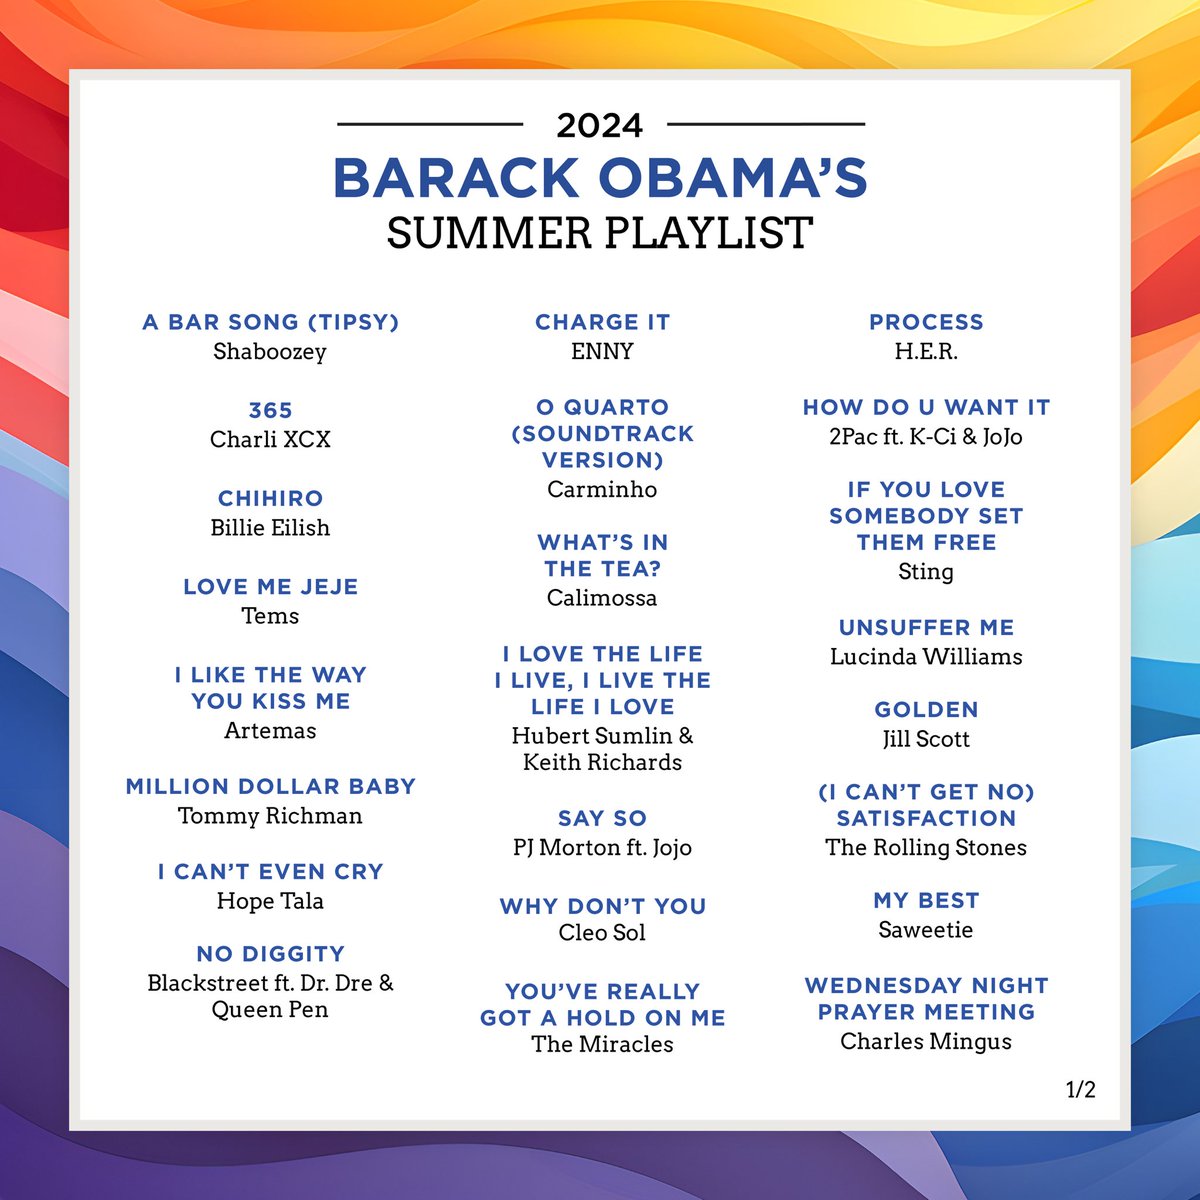 2024
BARACK OBAMA'S
SUMMER PLAYLIST
A BAR SONG (TIPSY)
Shaboozey
365
Charli XCX
CHIHIRO
Billie Eilish
LOVE ME JEJE
Tems
I LIKE THE WAY
YOU KISS ME
Artemas
MILLION DOLLAR BABY
Tommy Richman
I CAN'T EVEN CRY
Hope Tala
NO DIGGITY
Blackstreet ft. Dr. Dre &
Queen Pen
CHARGE IT
ENNY
O QUARTO
(SOUNDTRACK
VERSION)
Carminho
WHAT'S IN
THE TEA?
Calimossa
I LOVE THE LIFE
I LIVE, I LIVE THE
LIFE I LOVE
Hubert Sumlin &
Keith Richards
SAY SO
PJ Morton ft. Jojo
WHY DON'T YOU
Cleo Sol
YOU'VE REALLY
GOT A HOLD ON ME
The Miracles
PROCESS
H.E.R.
HOW DO U WANT IT
2Pac ft. K-Ci & JoJo
IF YOU LOVE
SOMEBODY SET
THEM FREE
Sting
UNSUFFER ME
Lucinda Williams
GOLDEN
Jill Scott
(I CAN'T GET NO)
SATISFACTION
The Rolling Stones
MY BEST
Saweetie
WEDNESDAY NIGHT
PRAYER MEETING
Charles Mingus
1/2